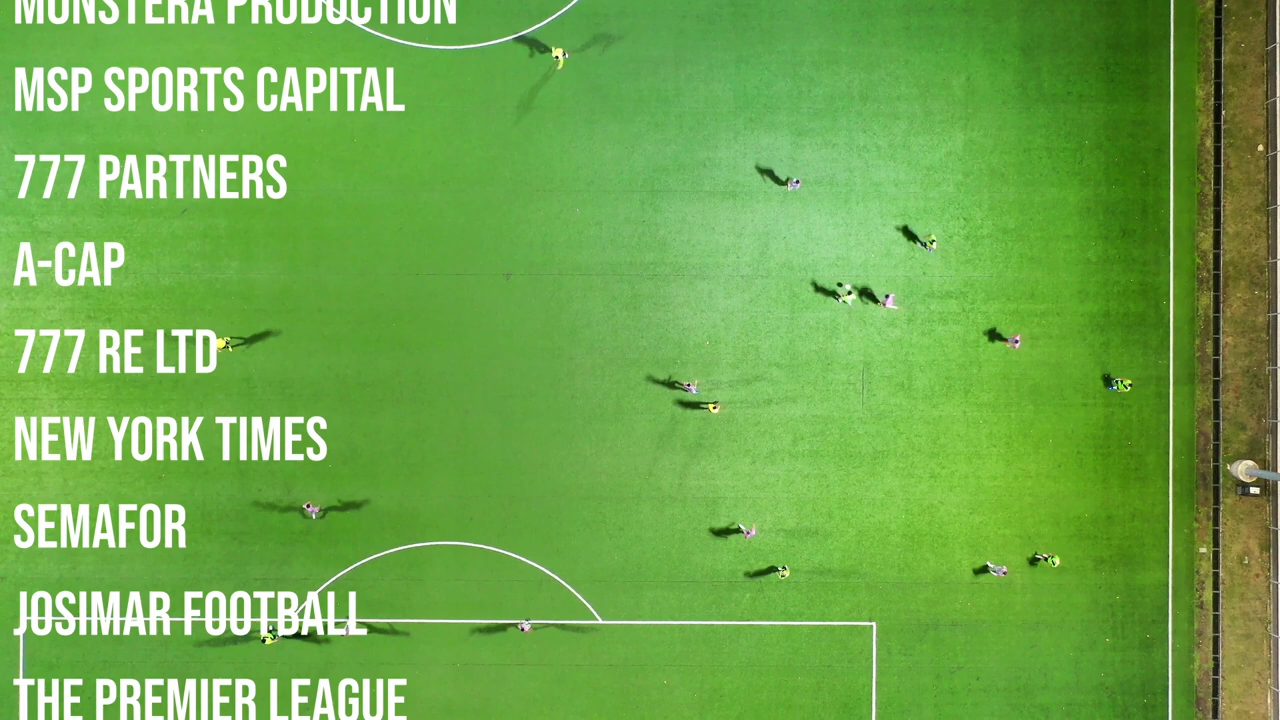 MONSTERA PRODUCTION
MSP SPORTS CAPITAL
777 PARTNERS
A-CAP
777 RE LTD
NEW YORK TIMES
SEMAFOR
JOSIMAR FOOTBALL
THE PREMIER LEAGUE